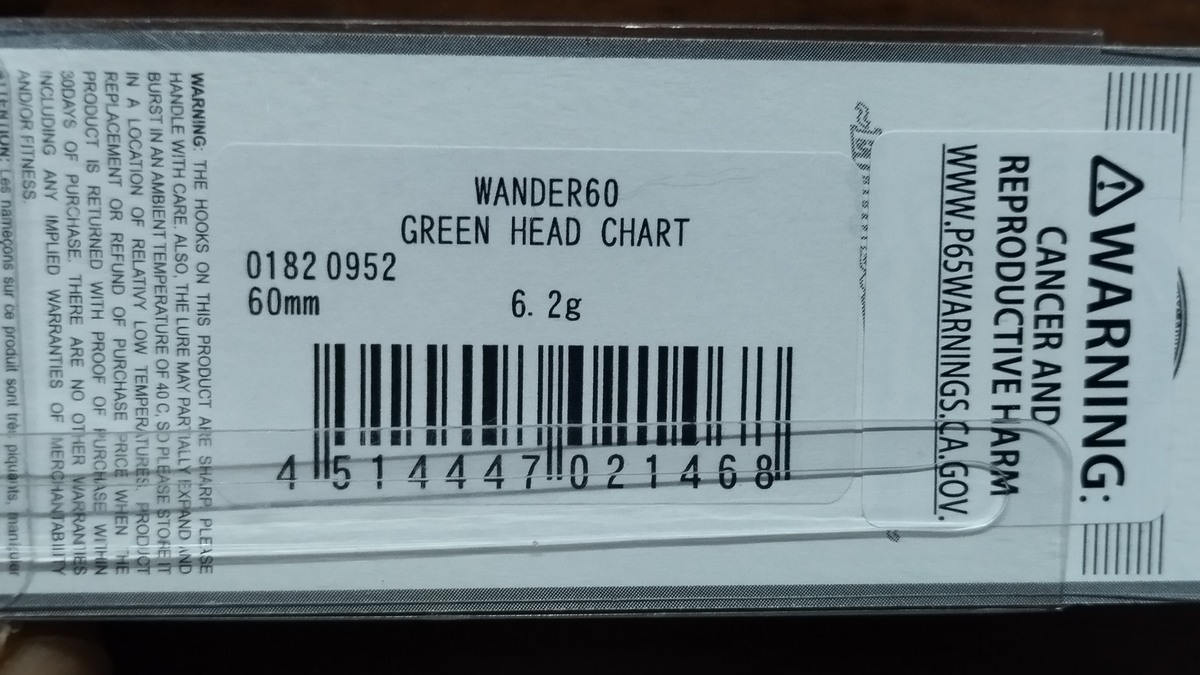 WARNING: THE HOOKS ON THIS PRODUCT ARE SHARP. PLEASE
HANDLE WITH CARE. ALSO, THE LURE MAY PARTIALLY EXPAND AND
BURST IN AN AMBIENT TEMPERATURE OF 40 C, SO PLEASE STORE IT
IN A LOCATION OF RELATIVLY LOW TEMPERATURES. PRODUCT
REPLACEMENT OR REFUND OF PURCHASE PRICE WHEN THE
PRODUCT IS RETURNED WITH PROOF OF PURCHASE WITHIN
30DAYS OF PURCHASE. THERE ARE NO OTHER WARRANTIES
INCLUDING ANY IMPLIED WARRANTIES OF MERCHANTABILITY
AND/OR FITNESS.
ATTENTION: Les nameçons sur ce produit sont très piquants, manipuler
WANDER60
GREEN HEAD CHART
0182 0952
60mm 6.2g
4 514447 021468
⚠WARNING:
CANCER AND
REPRODUCTIVE HARM
WWW.P65WARNINGS.CA.GOV.